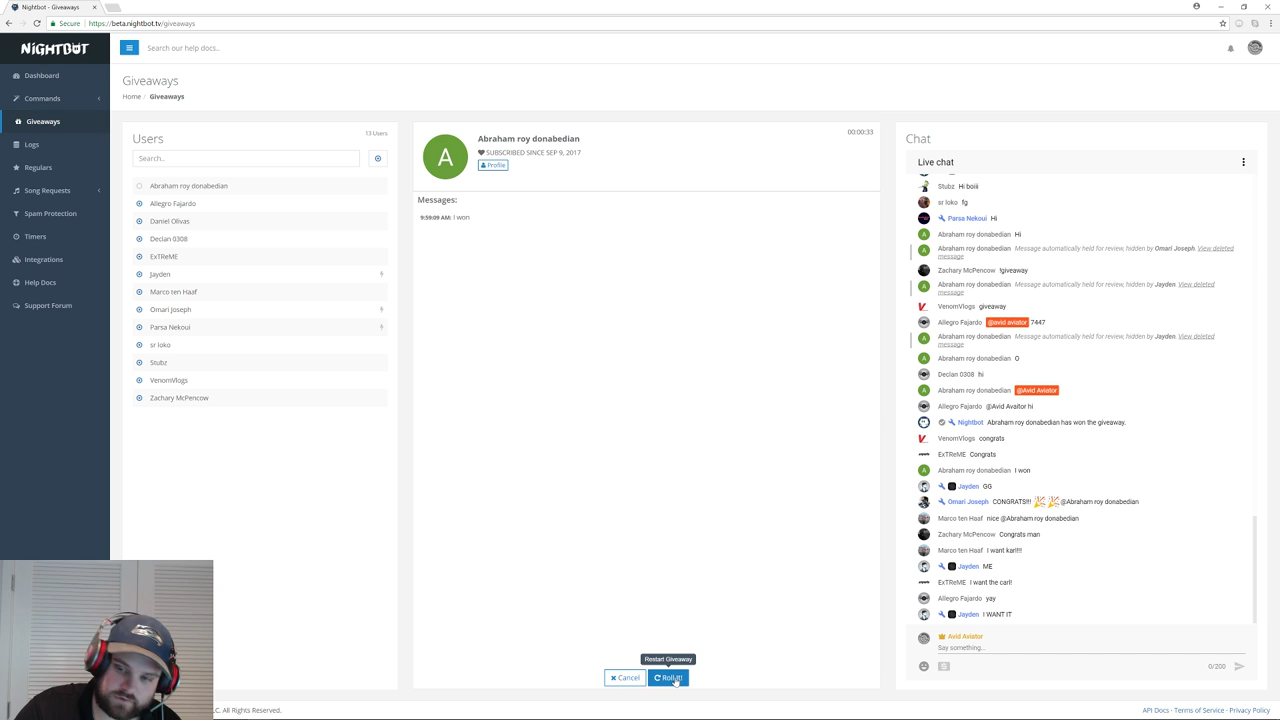 Nightbot - Giveaways
Secure
https://beta.nightbot.tv/giveaways
NIGHTBOT
Search our help docs..
Dashboard
Commands
Giveaways
Logs
Regulars
Song Requests
Spam Protection
Timers
Integrations
Help Docs
Support Forum
Giveaways
Home / Giveaways
Users
13 Users
Search..
Abraham roy donabedian
Allegro Fajardo
Daniel Olivas
Declan 0308
ExTReME
Jayden
Marco ten Haaf
Omari Joseph
Parsa Nekoui
sr loko
Stubz
VenomVlogs
Zachary McPencow
A
Abraham roy donabedian
00:00:33
SUBSCRIBED SINCE SEP 9, 2017
Profile
Messages:
9:59:09 AM: I won
Restart Giveaway
Cancel
Roll It!
Chat
Live chat
Stubz Hi boiii
sr loko fg
Parsa Nekoui Hi
Abraham roy donabedian Hi
Abraham roy donabedian Message automatically held for review, hidden by Omari Joseph. View deleted
message
Zachary McPencow !giveaway
Abraham roy donabedian Message automatically held for review, hidden by Jayden. View deleted
message
VenomVlogs giveaway
Allegro Fajardo @avid aviator 7447
Abraham roy donabedian Message automatically held for review, hidden by Jayden. View deleted
message
Abraham roy donabedian O
Declan 0308 hi
Abraham roy donabedian @Avid Aviator
Allegro Fajardo @Avid Avaitor hi
Nightbot Abraham roy donabedian has won the giveaway.
VenomVlogs congrats
ExTReME Congrats
Abraham roy donabedian I won
Jayden GG
Omari Joseph CONGRATS!!! @Abraham roy donabedian
Marco ten Haaf nice @Abraham roy donabedian
Zachary McPencow Congrats man
Marco ten Haaf I want kar!!!!
Jayden ME
ExTReME I want the car!!
Allegro Fajardo yay
Jayden I WANT IT
Avid Aviator
Say something...
0/200
C. All Rights Reserved.
API Docs - Terms of Service - Privacy Policy